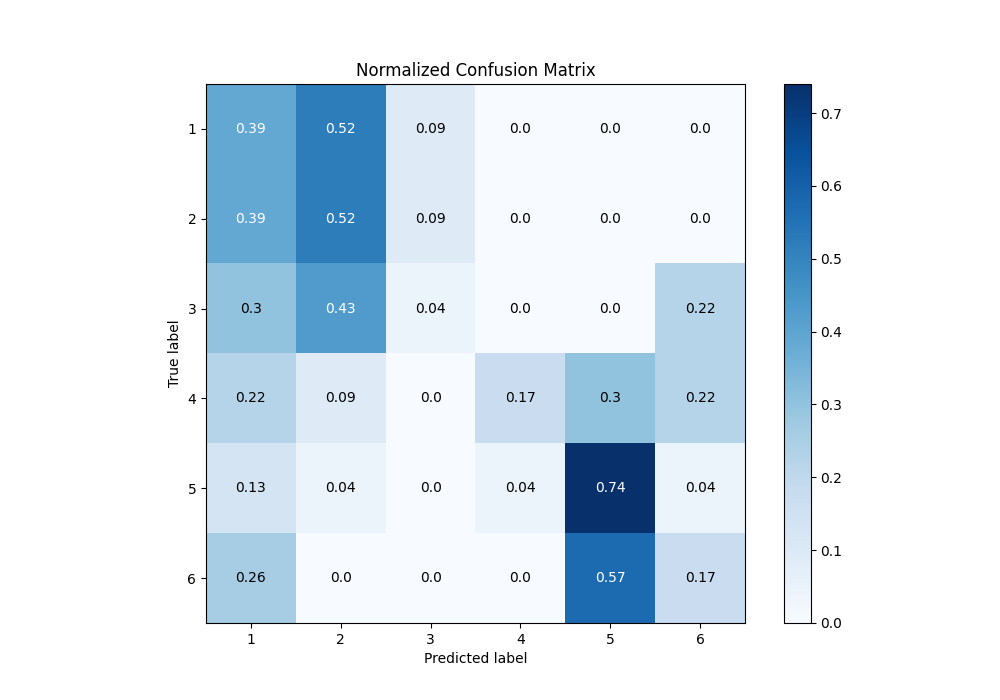 Normalized Confusion Matrix
True label
1 0.39 0.52 0.09 0.0 0.0 0.0
2 0.39 0.52 0.09 0.0 0.0 0.0
3 0.3 0.43 0.04 0.0 0.0 0.22
4 0.22 0.09 0.0 0.17 0.3 0.22
5 0.13 0.04 0.0 0.04 0.74 0.04
6 0.26 0.0 0.0 0.0 0.57 0.17
1 2 3 4 5 6
Predicted label
0.7
0.6
0.5
0.4
0.3
0.2
0.1
0.0